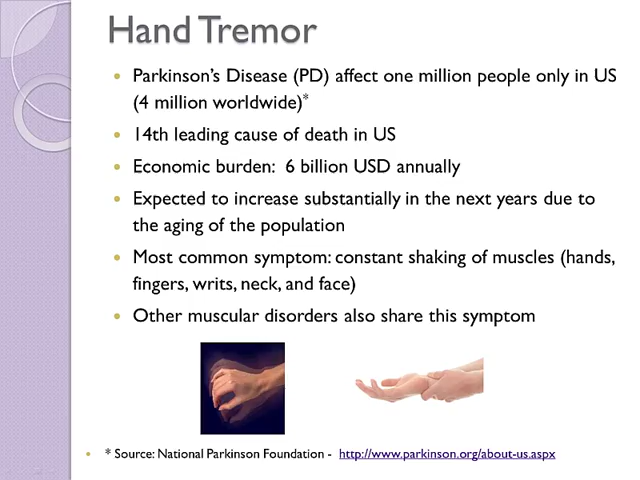 Hand Tremor
• Parkinson's Disease (PD) affect one million people only in US
(4 million worldwide)*
• 14th leading cause of death in US
• Economic burden: 6 billion USD annually
• Expected to increase substantially in the next years due to
the aging of the population
• Most common symptom: constant shaking of muscles (hands,
fingers, writs, neck, and face)
• Other muscular disorders also share this symptom
• * Source: National Parkinson Foundation - http://www.parkinson.org/about-us.aspx